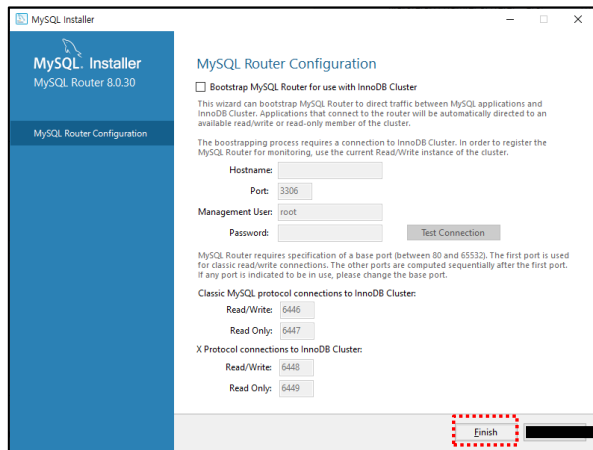 MySQL Installer
MySQL. Installer
MySQL Router 8.0.30
MySQL Router Configuration
MySQL Router Configuration
Bootstrap MySQL Router for use with InnoDB Cluster
This wizard can bootstrap MySQL Router to direct traffic between MySQL applications and
InnoDB Cluster. Applications that connect to the router will be automatically directed to an
available read/write or read-only member of the cluster.
The boostrapping process requires a connection to InnoDB Cluster. In order to register the
MySQL Router for monitoring, use the current Read/Write instance of the cluster.
Hostname:
Port: 3306
Management User: root
Password: Test Connection
MySQL Router requires specification of a base port (between 80 and 65532). The first port is used
for classic read/write connections. The other ports are computed sequentially after the first port.
If any port is indicated to be in use, please change the base port.
Classic MySQL protocol connections to InnoDB Cluster:
Read/Write: 6446
Read Only: 6447
X Protocol connections to InnoDB Cluster:
Read/Write: 6448
Read Only: 6449
Finish